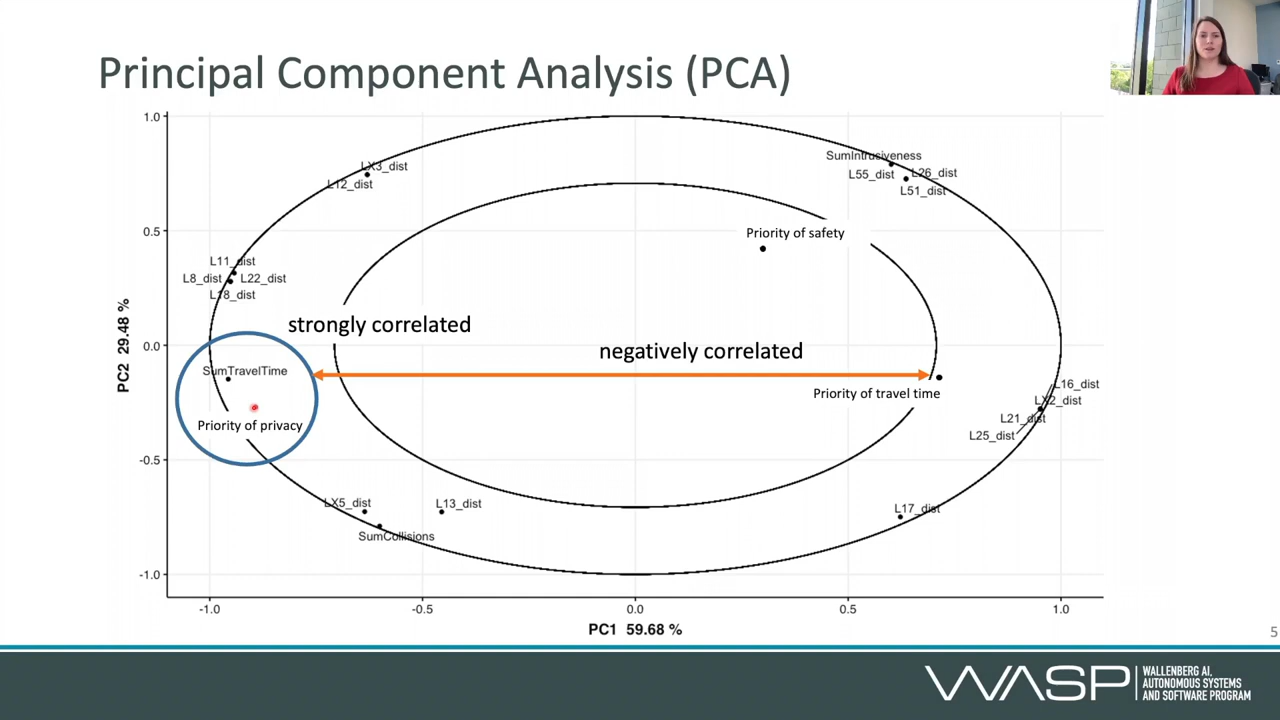 Principal Component Analysis (PCA)
1.0
0.5
0.0
-0.5
-1.0
PC2 29.48 %
LX3_dist
L12_dist
SumIntrusiveness
L55_dist
L26_dist
L51_dist
Priority of safety
L11_dist
L8_dist
L22_dist
L18_dist
strongly correlated
negatively correlated
SumTravelTime
Priority of privacy
Priority of travel time
L16_dist
LX2_dist
L21_dist
L25_dist
LX5_dist
L13_dist
SumCollisions
L17_dist
-1.0
-0.5
0.0
0.5
1.0
PC1 59.68 %
5
WASP
WALLENBERG AI,
AUTONOMOUS SYSTEMS
AND SOFTWARE PROGRAM